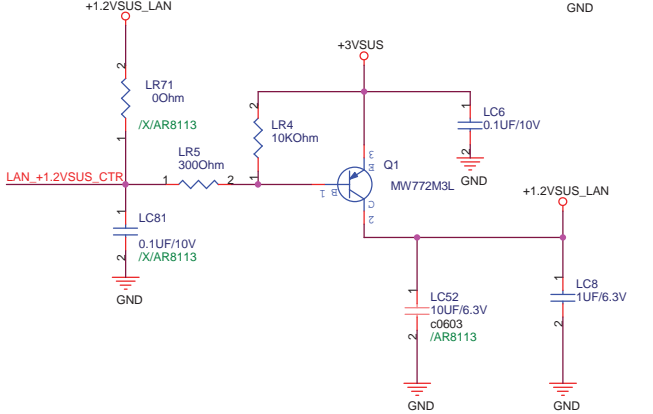 +1.2VSUS_LAN
GND
+3VSUS
2
LR71
0Ohm
/X/AR8113
1
2
LR4
10KOhm
1
1
LC6
0.1UF/10V
2
GND
LR5
300Ohm
LAN_+1.2VSUS_CTR
1
2
3
E
Q1
MW772M3L
1
B
C
2
+1.2VSUS_LAN
1
LC81
0.1UF/10V
/X/AR8113
2
GND
1
LC52
10UF/6.3V
c0603
/AR8113
2
GND
1
LC8
1UF/6.3V
2
GND